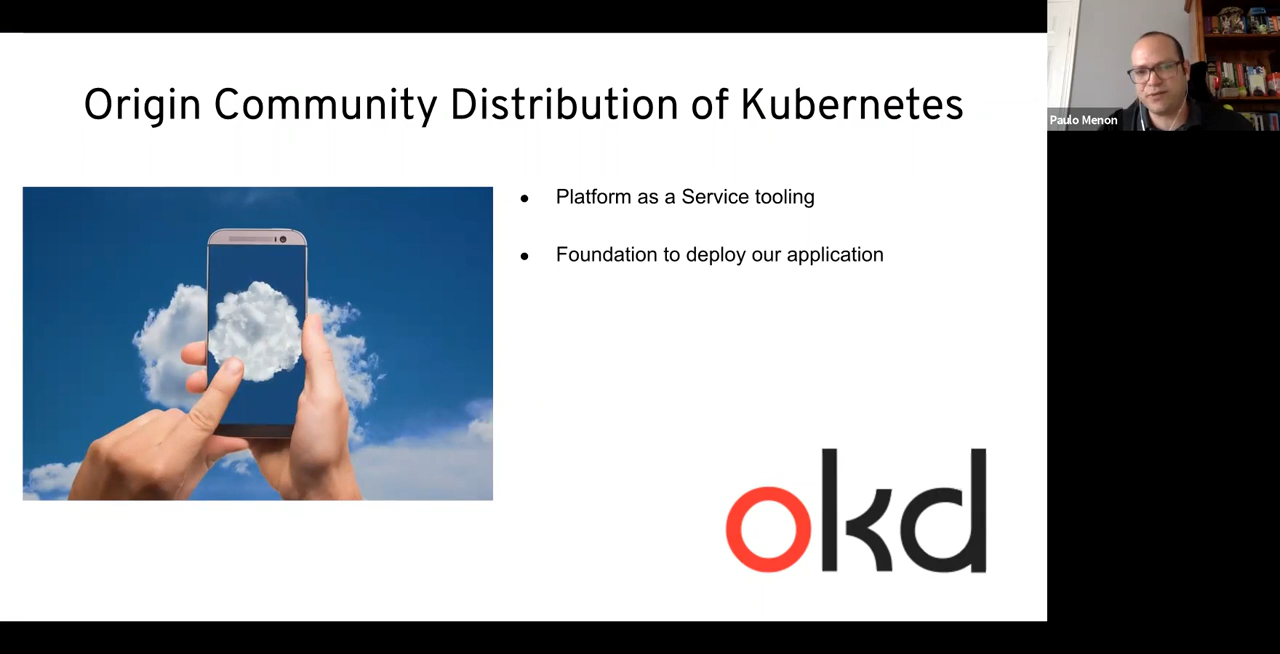 Origin Community Distribution of Kubernetes
Paulo Menon
Platform as a Service tooling
Foundation to deploy our application
okd